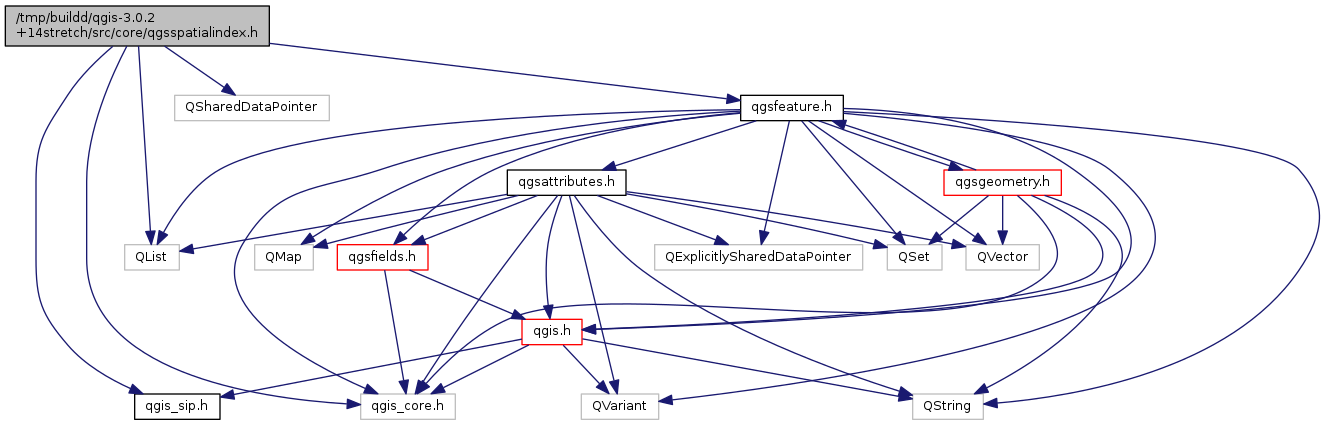 /tmp/buildd/qgis-3.0.2
+14stretch/src/core/qgsspatialindex.h
QSharedDataPointer
qgsfeature.h
qgsattributes.h
qgsgeometry.h
QList
QMap
qgsfields.h
QExplicitlySharedDataPointer
QSet
QVector
qgis.h
qgis_sip.h
qgis_core.h
QVariant
QString